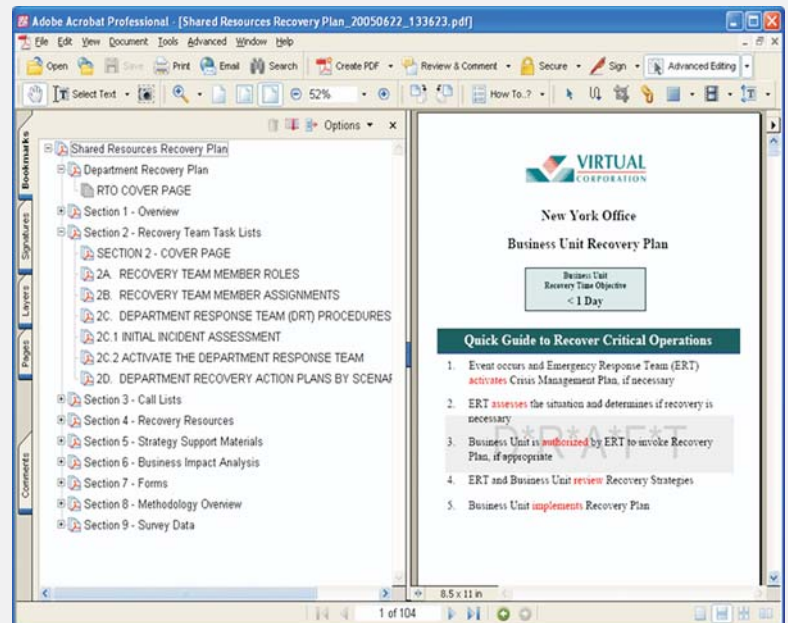 Adobe Acrobat Professional - [Shared Resources Recovery Plan_20050622_133623.pdf]
File Edit View Document Tools Advanced Window Help
Open Save Print Email Search Create PDF Review & Comment Secure Sign Advanced Editing
Select Text 52% How To..?
Bookmarks
Signatures
Layers
Pages
Comments
Options
Shared Resources Recovery Plan
Department Recovery Plan
RTO COVER PAGE
Section 1 - Overview
Section 2 - Recovery Team Task Lists
SECTION 2 - COVER PAGE
2A. RECOVERY TEAM MEMBER ROLES
2B. RECOVERY TEAM MEMBER ASSIGNMENTS
2C. DEPARTMENT RESPONSE TEAM (DRT) PROCEDURES
2C.1 INITIAL INCIDENT ASSESSMENT
2C.2 ACTIVATE THE DEPARTMENT RESPONSE TEAM
2D. DEPARTMENT RECOVERY ACTION PLANS BY SCENAR
Section 3 - Call Lists
Section 4 - Recovery Resources
Section 5 - Strategy Support Materials
Section 6 - Business Impact Analysis
Section 7 - Forms
Section 8 - Methodology Overview
Section 9 - Survey Data
VIRTUAL
CORPORATION
New York Office
Business Unit Recovery Plan
Business Unit
Recovery Time Objective
< 1 Day
Quick Guide to Recover Critical Operations
1. Event occurs and Emergency Response Team (ERT)
activates Crisis Management Plan, if necessary
2. ERT assesses the situation and determines if recovery is
necessary
D*R*A*F*T
3. Business Unit is authorized by ERT to invoke Recovery
Plan, if appropriate
4. ERT and Business Unit review Recovery Strategies
5. Business Unit implements Recovery Plan
8.5 x 11 in
1 of 104